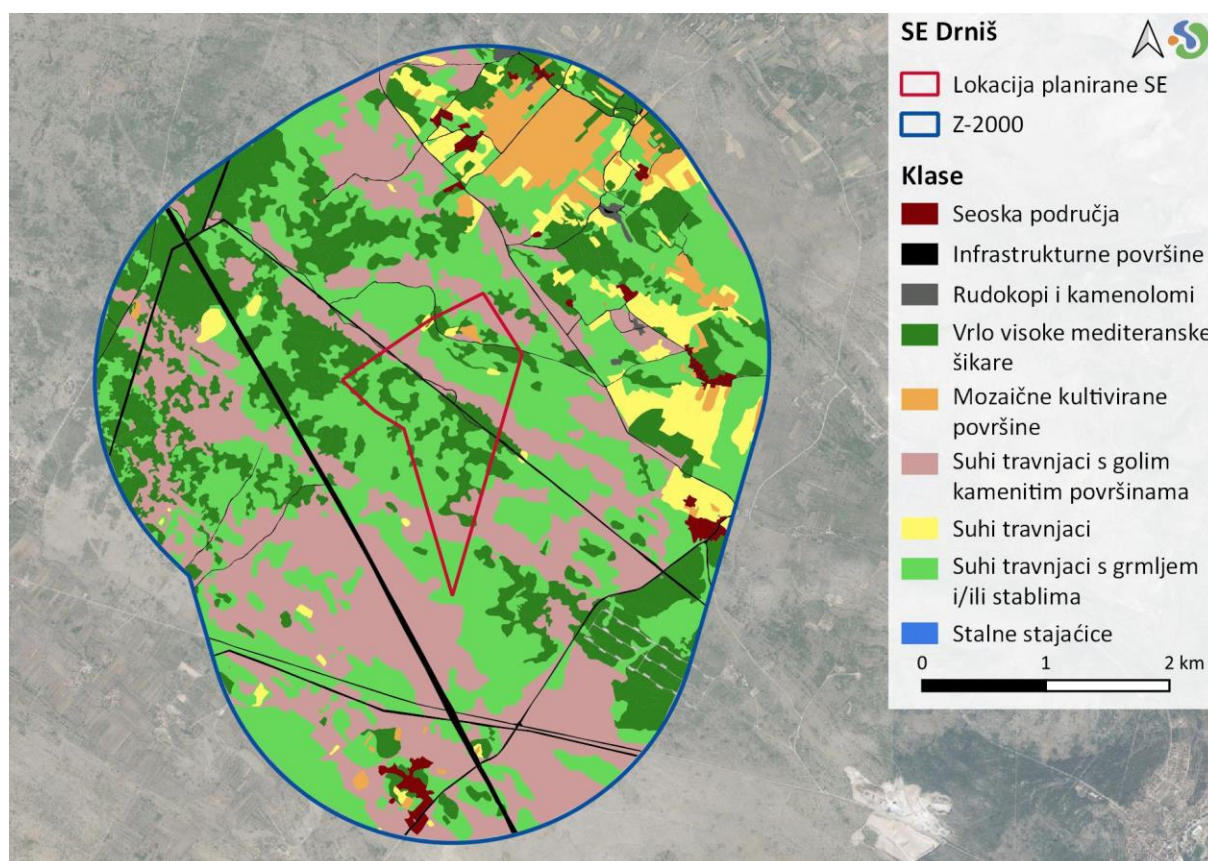 SE Drniš
Lokacija planirane SE
Z-2000
Klase
Seoska područja
Infrastrukturne površine
Rudokopi i kamenolomi
Vrlo visoke mediteranske
šikare
Mozaične kultivirane
površine
Suhi travnjaci s golim
kamenitim površinama
Suhi travnjaci
Suhi travnjaci s grmljem
i/ili stablima
Stalne stajaćice
0 1 2 km